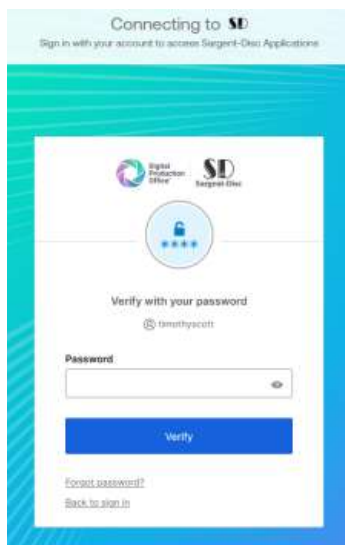 Connecting to SD
Sign in with your account to access Sargent-Disc Applications
Digital
Production
Office
SD
Sargent-Disc
Verify with your password
timothyscott
Password
Verify
Forgot password?
Back to sign in